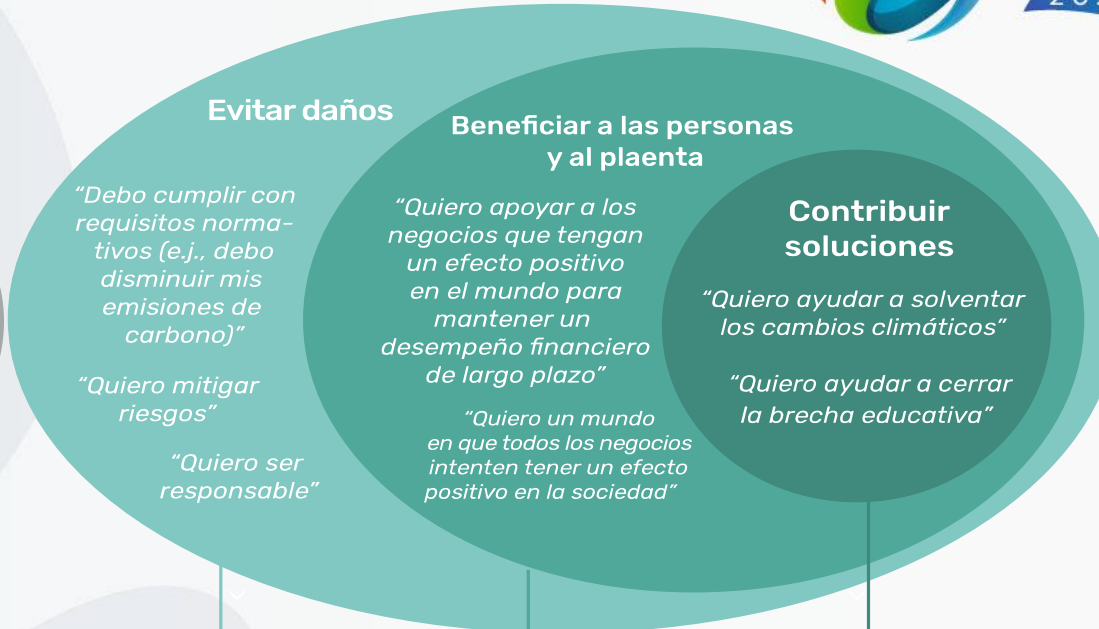 Evitar daños
“Debo cumplir con
requisitos norma-
tivos (e.j., debo
disminuir mis
emisiones de
carbono)”
“Quiero mitigar
riesgos”
“Quiero ser
responsable”
Beneficiar a las personas
y al plaenta
“Quiero apoyar a los
negocios que tengan
un efecto positivo
en el mundo para
mantener un
desempeño financiero
de largo plazo”
“Quiero un mundo
en que todos los negocios
intenten tener un efecto
positivo en la sociedad”
Contribuir
soluciones
“Quiero ayudar a solventar
los cambios climáticos”
“Quiero ayudar a cerrar
la brecha educativa”